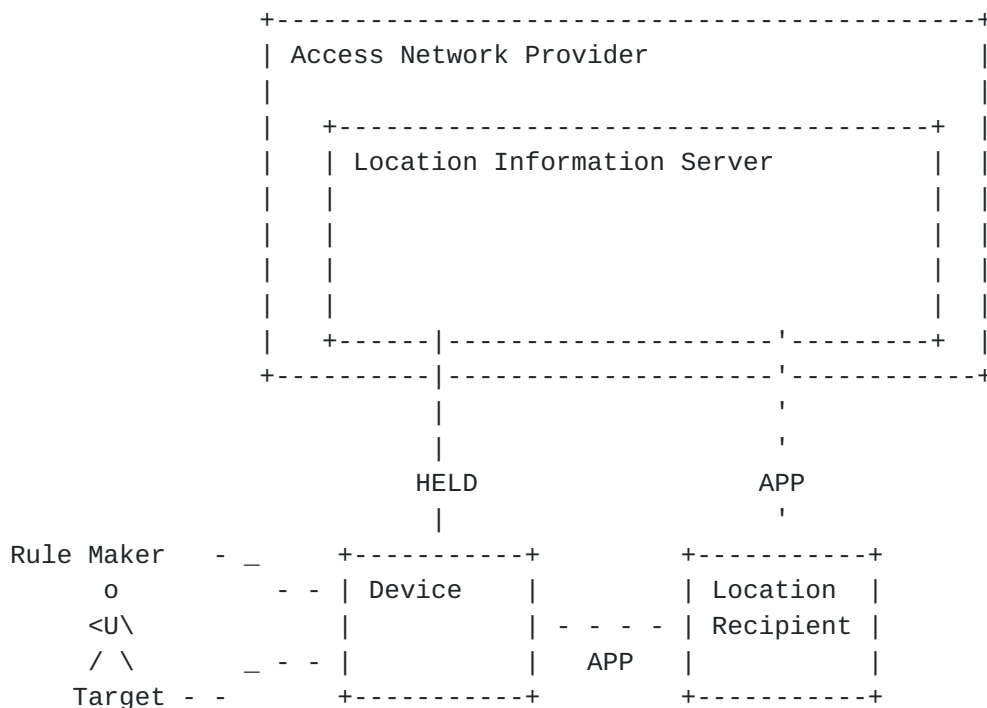 Access Network Provider
Location Information Server
HELD APP
Rule Maker
Device Location
Recipient
APP
Target